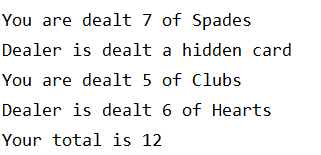 You are dealt 7 of Spades
Dealer is dealt a hidden card
You are dealt 5 of Clubs
Dealer is dealt 6 of Hearts
Your total is 12